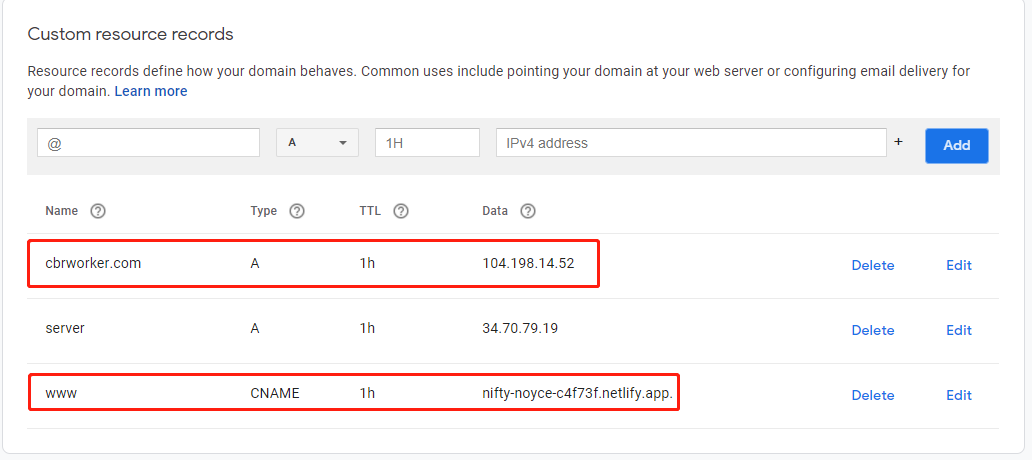 Custom resource records
Resource records define how your domain behaves. Common uses include pointing your domain at your web server or configuring email delivery for
your domain. Learn more
@ A 1H IPv4 address + Add
Name ? Type ? TTL ? Data ?
cbrworker.com A 1h 104.198.14.52 Delete Edit
server A 1h 34.70.79.19 Delete Edit
www CNAME 1h nifty-noyce-c4f73f.netlify.app. Delete Edit